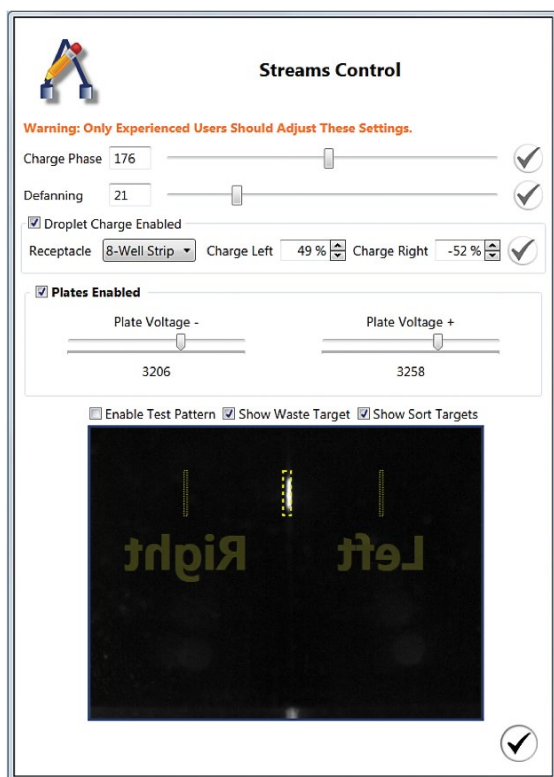 Streams Control
Warning: Only Experienced Users Should Adjust These Settings.
Charge Phase 176
Defanning 21
Droplet Charge Enabled
Receptacle 8-Well Strip Charge Left 49 % Charge Right -52 %
Plates Enabled
Plate Voltage - Plate Voltage +
3206 3258
Enable Test Pattern Show Waste Target Show Sort Targets
Right Left